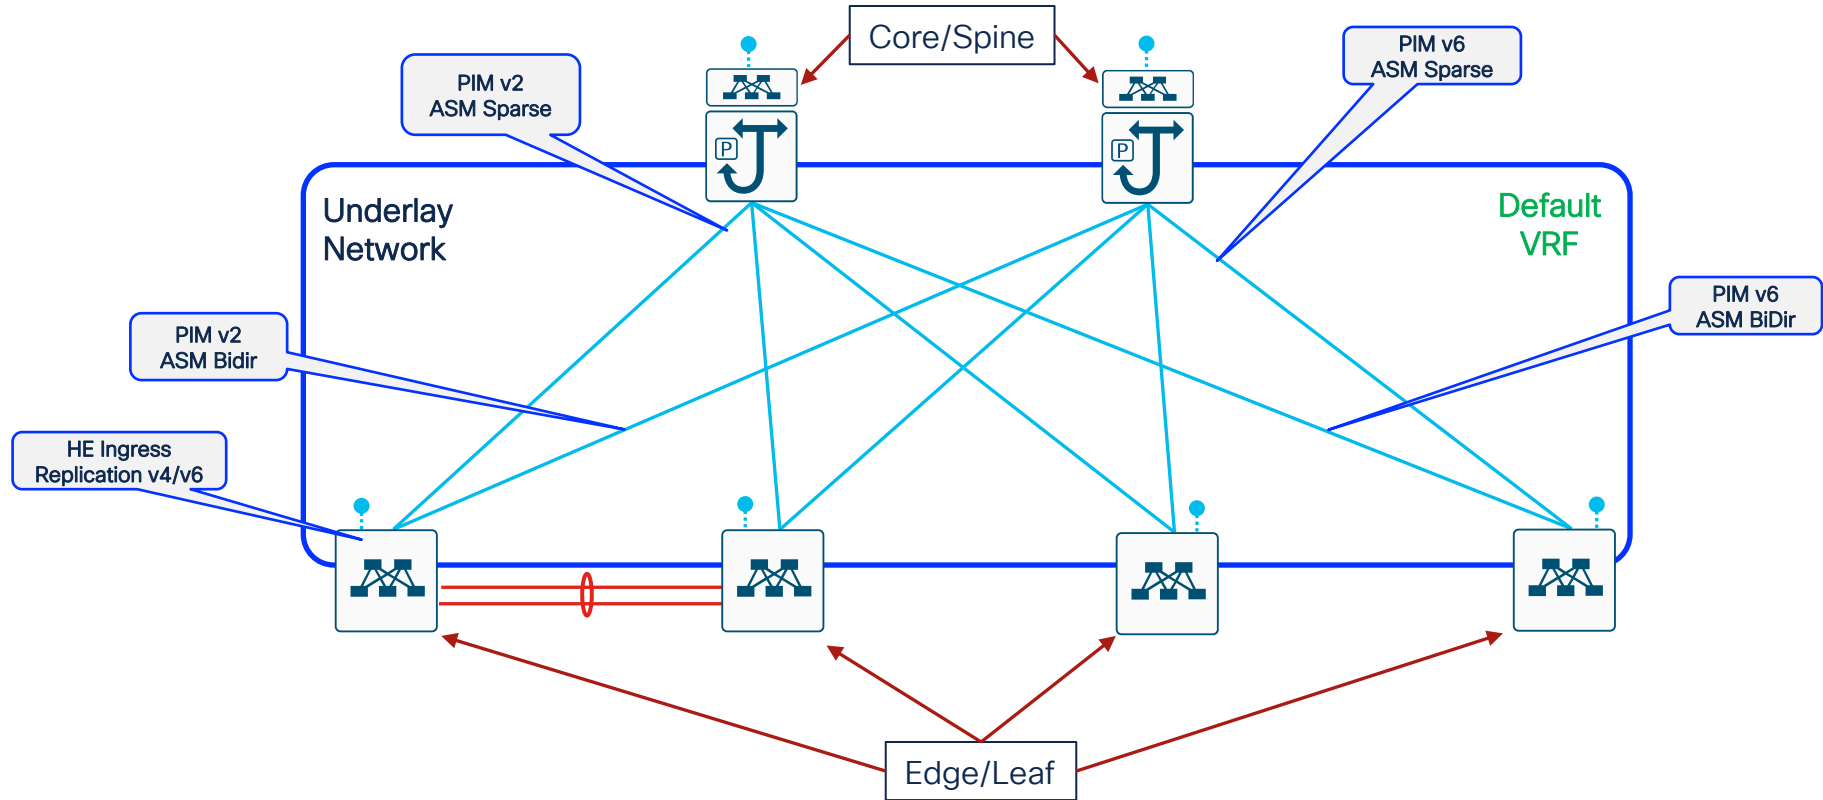 Core/Spine
PIM v6
ASM Sparse
PIM v2
ASM Sparse
P
P
Underlay
Network
Default
VRF
PIM v6
ASM BiDir
PIM v2
ASM Bidir
HE Ingress
Replication v4/v6
Edge/Leaf